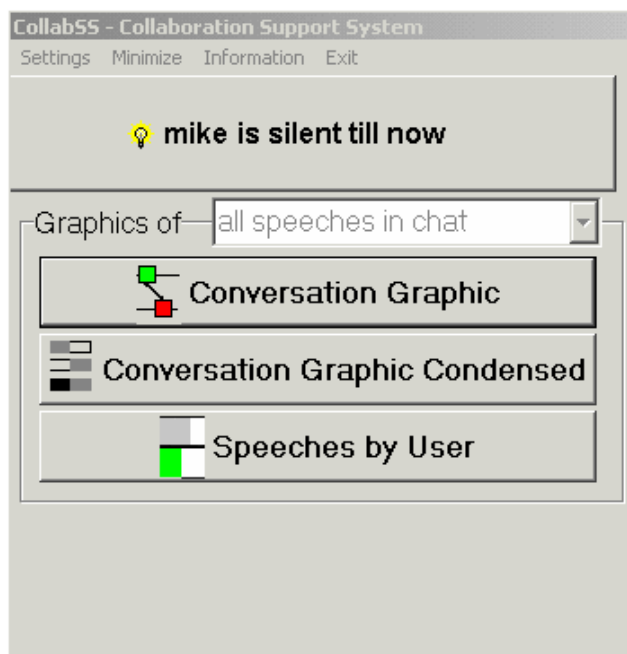 CollabSS - Collaboration Support System
Settings Minimize Information Exit
mike is silent till now
Graphics of all speeches in chat
Conversation Graphic
Conversation Graphic Condensed
Speeches by User